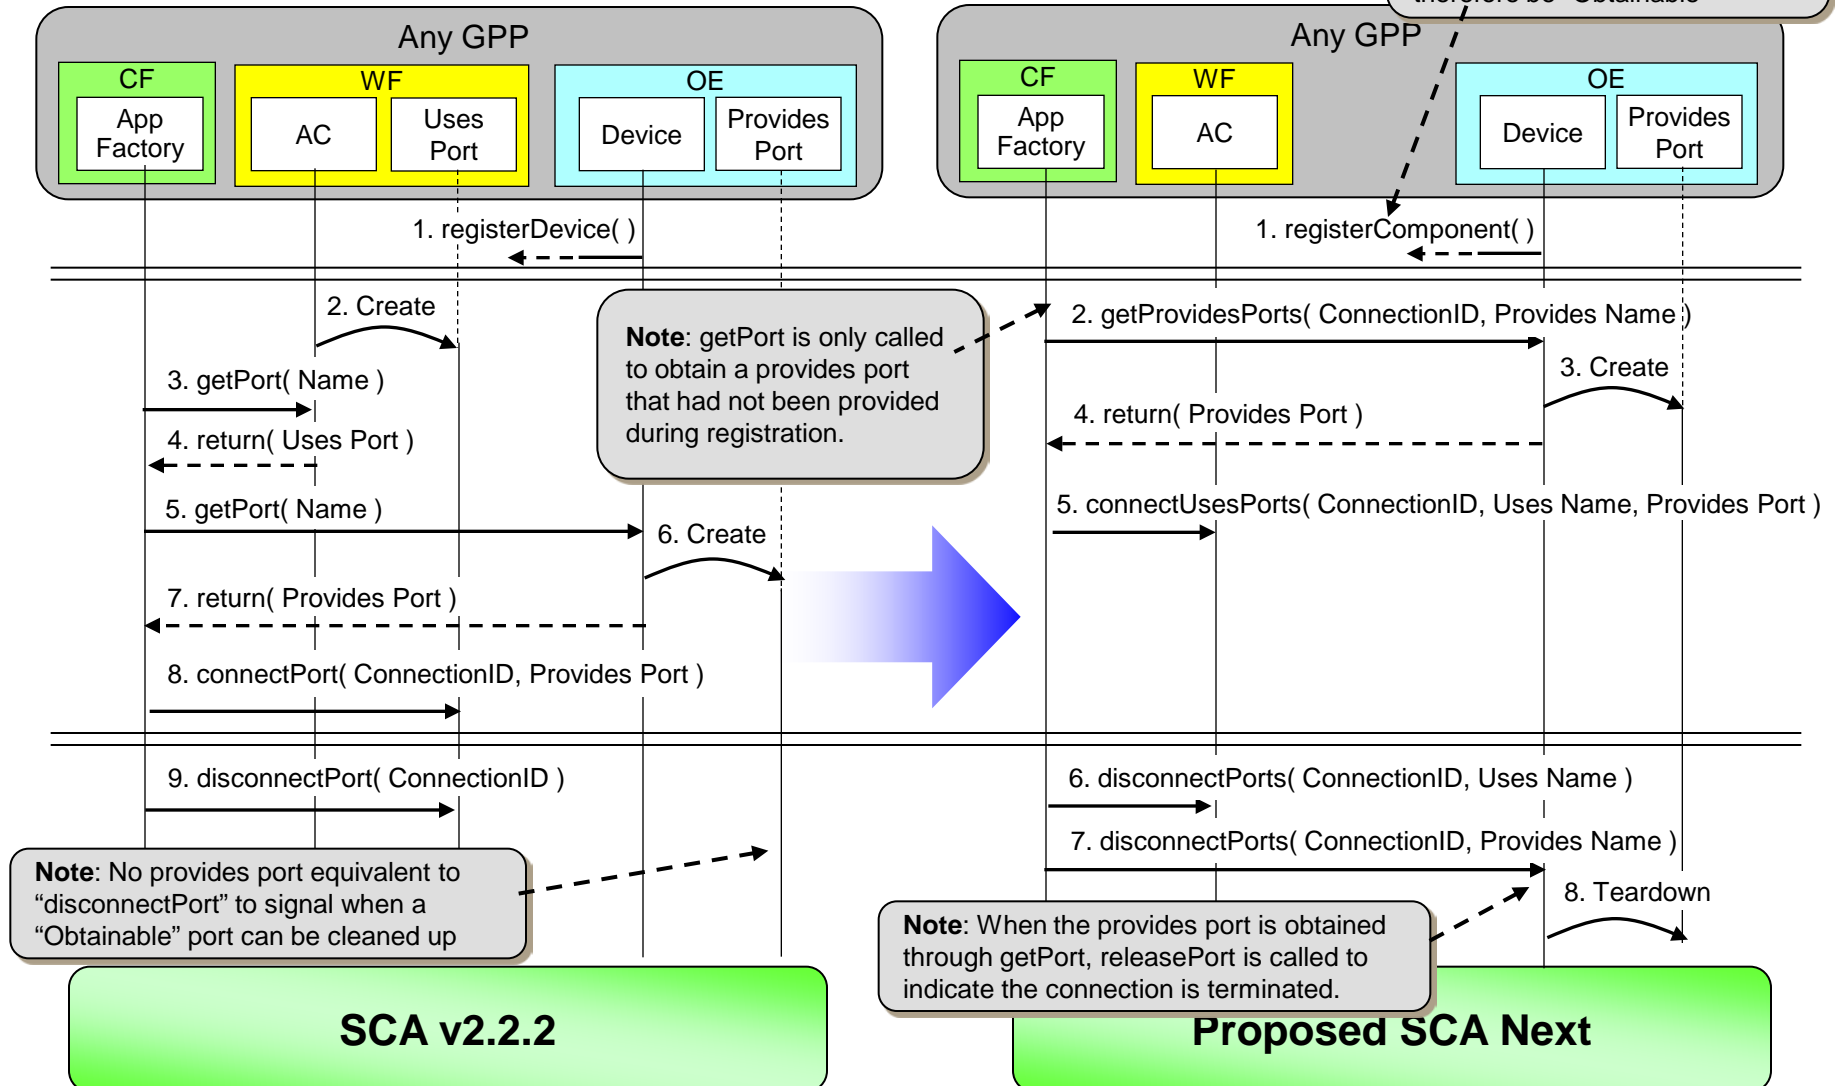 therefore be "Obtainable"
Any GPP
CF
WF
OE
App
Factory
AC
Uses
Port
Device
Provides
Port
1. registerDevice( )
2. Create
3. getPort( Name )
4. return( Uses Port )
5. getPort( Name )
6. Create
7. return( Provides Port )
8. connectPort( ConnectionID, Provides Port )
9. disconnectPort( ConnectionID )
Note: No provides port equivalent to
“disconnectPort” to signal when a
“Obtainable” port can be cleaned up
SCA v2.2.2
Note: getPort is only called
to obtain a provides port
that had not been provided
during registration.
Any GPP
CF
WF
OE
App
Factory
AC
Device
Provides
Port
1. registerComponent( )
2. getProvidesPorts( ConnectionID, Provides Name )
3. Create
4. return( Provides Port )
5. connectUsesPorts( ConnectionID, Uses Name, Provides Port )
6. disconnectPorts( ConnectionID, Uses Name )
7. disconnectPorts( ConnectionID, Provides Name )
8. Teardown
Note: When the provides port is obtained
through getPort, releasePort is called to
indicate the connection is terminated.
Proposed SCA Next